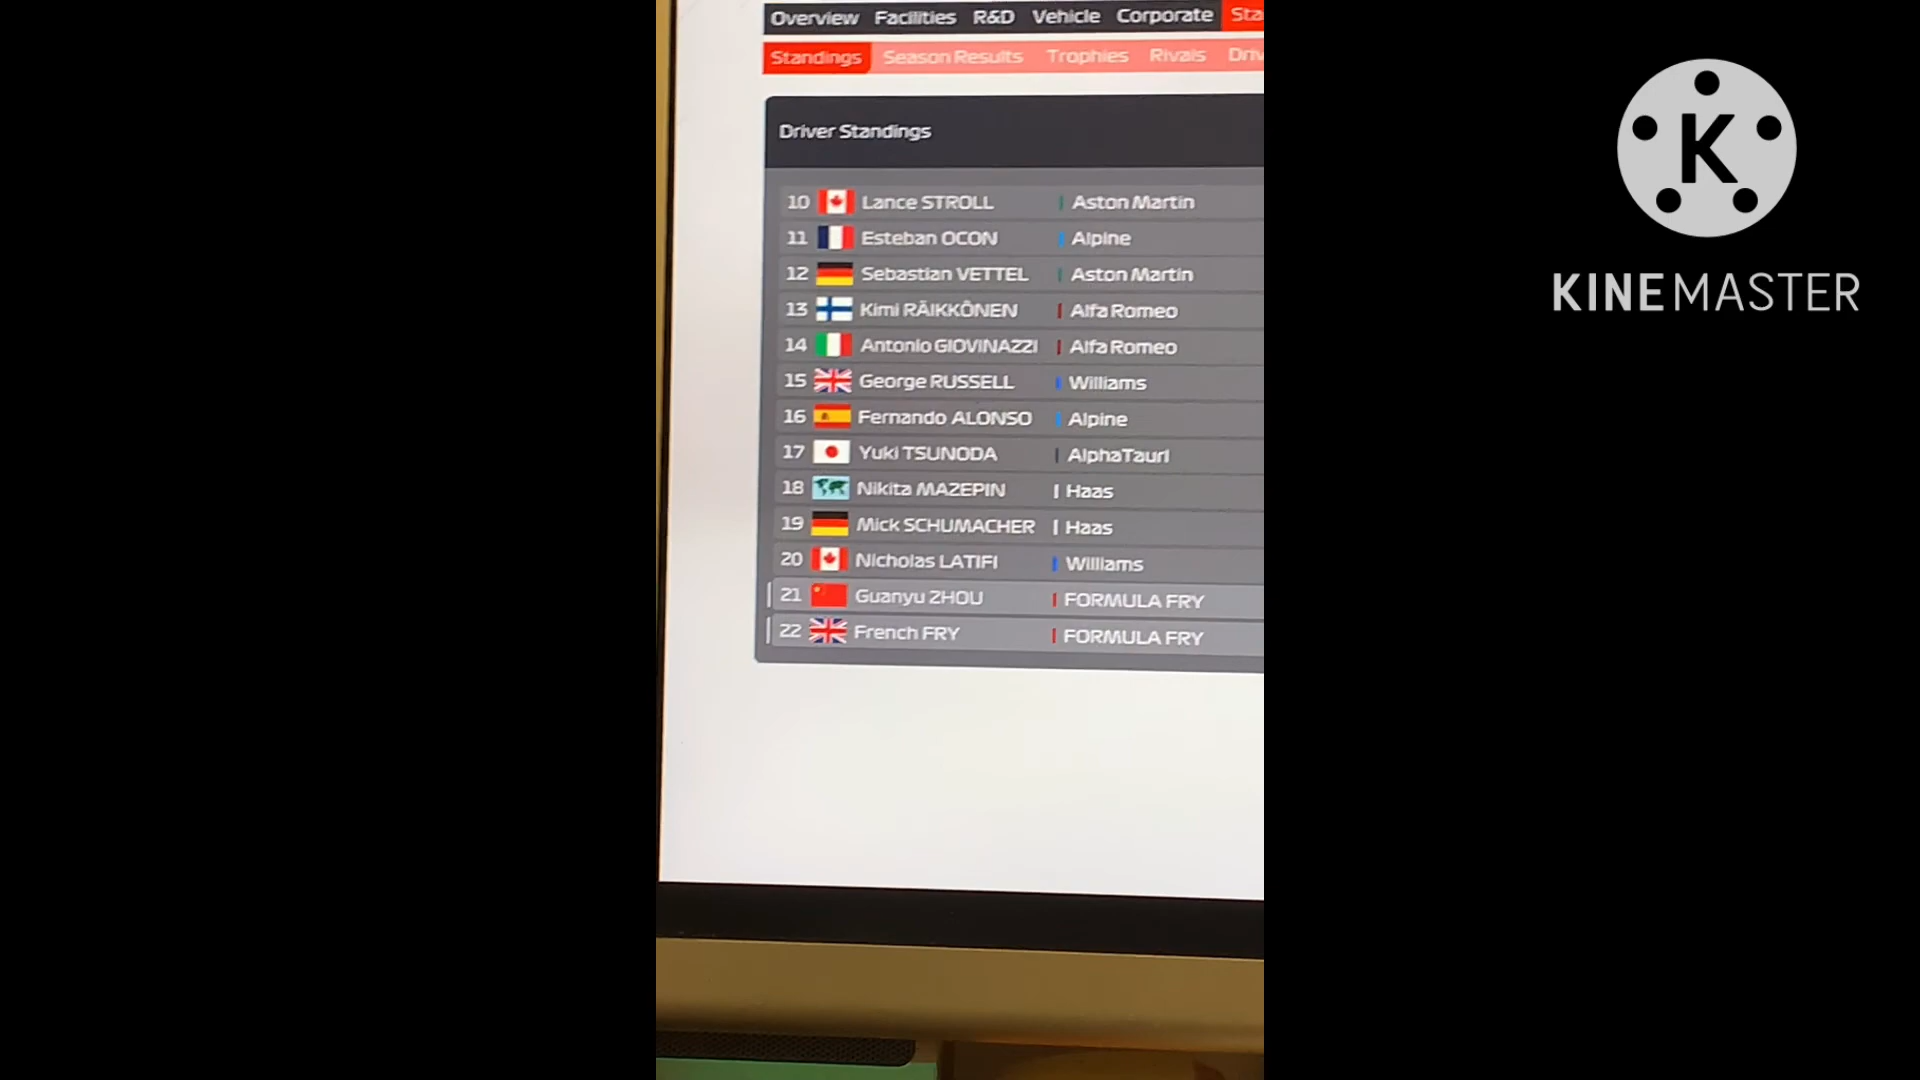 Overview Facilities R&D Vehicle Corporate Sta
Standings Season Results Trophies Rivals Driv
Driver Standings
10 Lance STROLL Aston Martin
11 Esteban OCON Alpine
12 Sebastian VETTEL Aston Martin
13 Kimi RÄIKKÖNEN Alfa Romeo
14 Antonio GIOVINAZZI Alfa Romeo
15 George RUSSELL Williams
16 Fernando ALONSO Alpine
17 Yuki TSUNODA AlphaTauri
18 Nikita MAZEPIN Haas
19 Mick SCHUMACHER Haas
20 Nicholas LATIFI Williams
21 Guanyu ZHOU FORMULA FRY
22 French FRY FORMULA FRY
K
KINEMASTER